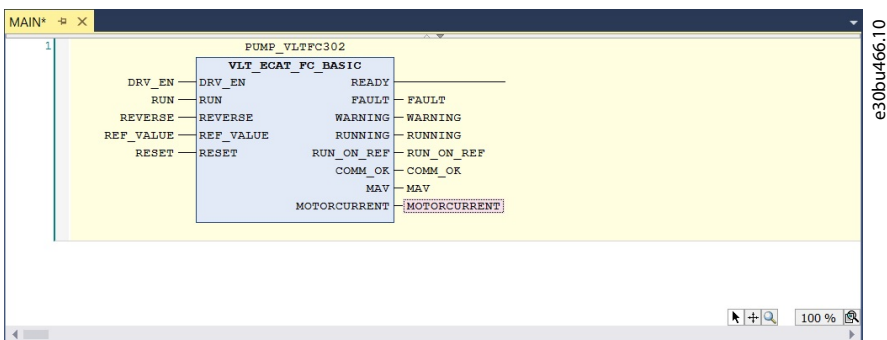 MAIN*
1
PUMP_VLTFC302
VLT_ECAT_FC_BASIC
DRV_EN DRV_EN READY
RUN RUN FAULT FAULT
REVERSE REVERSE WARNING WARNING
REF_VALUE REF_VALUE RUNNING RUNNING
RESET RESET RUN_ON_REF RUN_ON_REF
COMM_OK COMM_OK
MAV MAV
MOTORCURRENT MOTORCURRENT
100 %
e30bu466.10